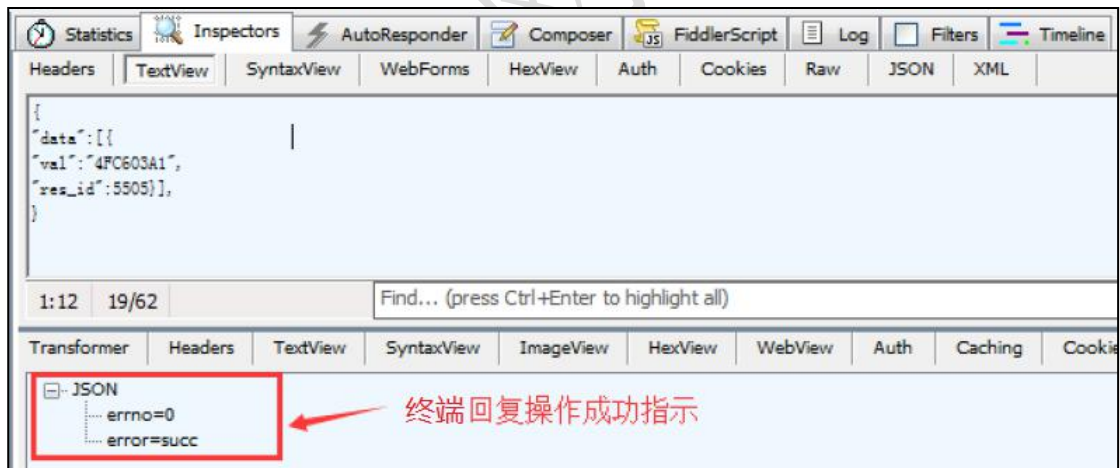 Statistics Inspectors AutoResponder Composer FiddlerScript Log Filters Timeline
Headers TextView SyntaxView WebForms HexView Auth Cookies Raw JSON XML
{
"data":[{
"val":"4FC603A1",
"res_id":5505}],
}
1:12 19/62 Find... (press Ctrl+Enter to highlight all)
Transformer Headers TextView SyntaxView ImageView HexView WebView Auth Caching Cookie
JSON
errno=0
error=succ
终端回复操作成功指示